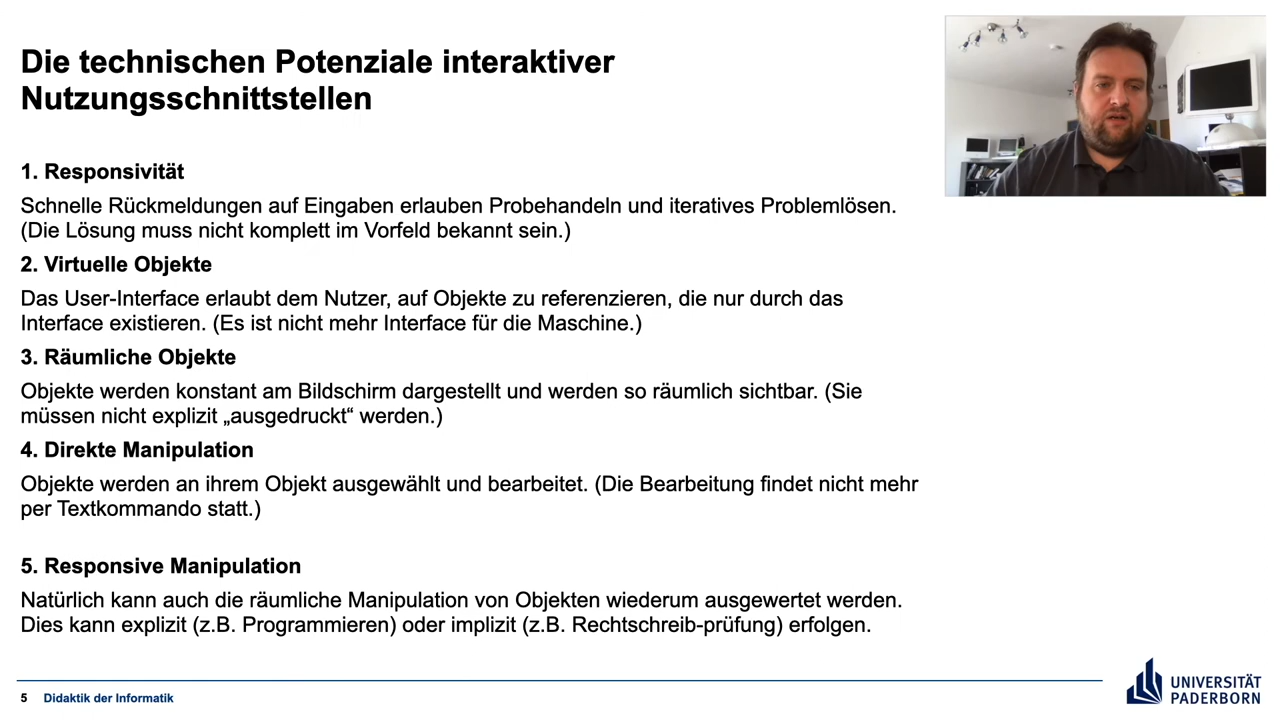 Die technischen Potenziale interaktiver
Nutzungsschnittstellen
1. Responsivität
Schnelle Rückmeldungen auf Eingaben erlauben Probehandeln und iteratives Problemlösen.
(Die Lösung muss nicht komplett im Vorfeld bekannt sein.)
2. Virtuelle Objekte
Das User-Interface erlaubt dem Nutzer, auf Objekte zu referenzieren, die nur durch das
Interface existieren. (Es ist nicht mehr Interface für die Maschine.)
3. Räumliche Objekte
Objekte werden konstant am Bildschirm dargestellt und werden so räumlich sichtbar. (Sie
müssen nicht explizit „ausgedruckt“ werden.)
4. Direkte Manipulation
Objekte werden an ihrem Objekt ausgewählt und bearbeitet. (Die Bearbeitung findet nicht mehr
per Textkommando statt.)
5. Responsive Manipulation
Natürlich kann auch die räumliche Manipulation von Objekten wiederum ausgewertet werden.
Dies kann explizit (z.B. Programmieren) oder implizit (z.B. Rechtschreib-prüfung) erfolgen.
5 Didaktik der Informatik
UNIVERSITÄT
PADERBORN